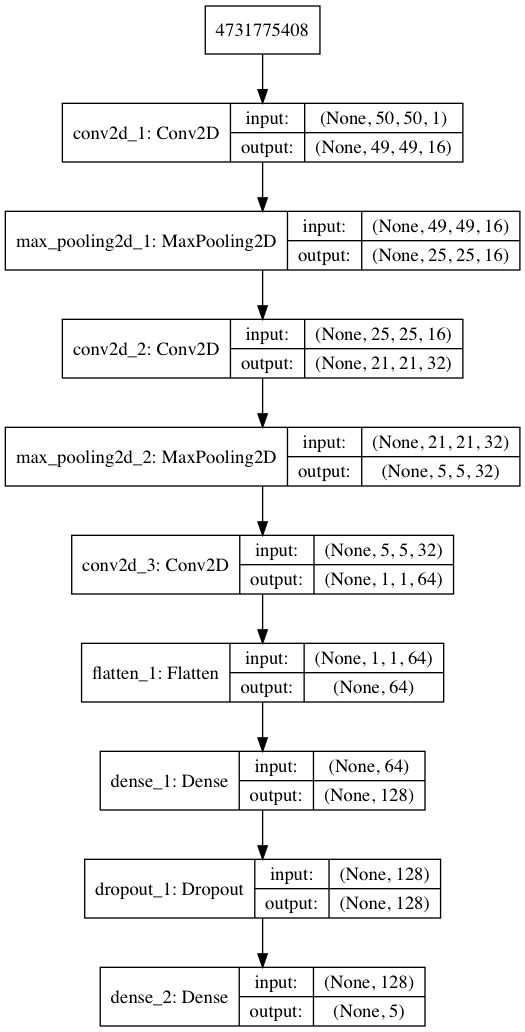 4731775408
conv2d_1: Conv2D
input: (None, 50, 50, 1)
output: (None, 49, 49, 16)
max_pooling2d_1: MaxPooling2D
input: (None, 49, 49, 16)
output: (None, 25, 25, 16)
conv2d_2: Conv2D
input: (None, 25, 25, 16)
output: (None, 21, 21, 32)
max_pooling2d_2: MaxPooling2D
input: (None, 21, 21, 32)
output: (None, 5, 5, 32)
conv2d_3: Conv2D
input: (None, 5, 5, 32)
output: (None, 1, 1, 64)
flatten_1: Flatten
input: (None, 1, 1, 64)
output: (None, 64)
dense_1: Dense
input: (None, 64)
output: (None, 128)
dropout_1: Dropout
input: (None, 128)
output: (None, 128)
dense_2: Dense
input: (None, 128)
output: (None, 5)